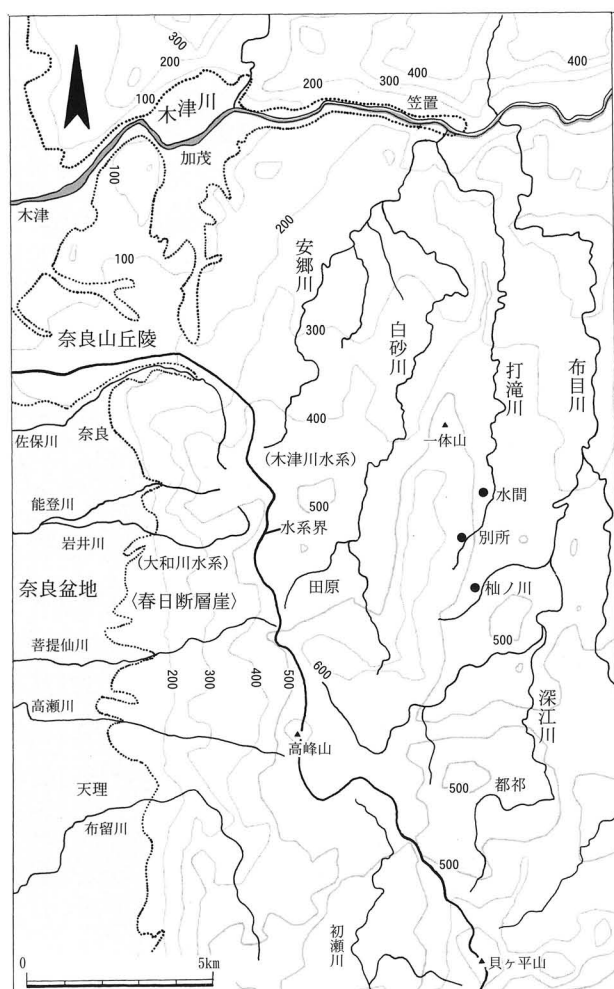 300
200
400
400
300
200
100
木津川
笠置
加茂
100
木津
200
100
安郷川
奈良山丘陵
300
白砂川
打滝川
布目川
佐保川
奈良
400
一体山
(木津川水系)
能登川
500
水間
水系界
岩井川
別所
(大和川水系)
奈良盆地
〈春日断層崖〉
田原
杣ノ川
菩提仙川
500
600
200
300
400
500
深江川
高瀬川
高峰山
天理
500
都祁
布留川
500
初瀬川
貝ヶ平山
0
5km